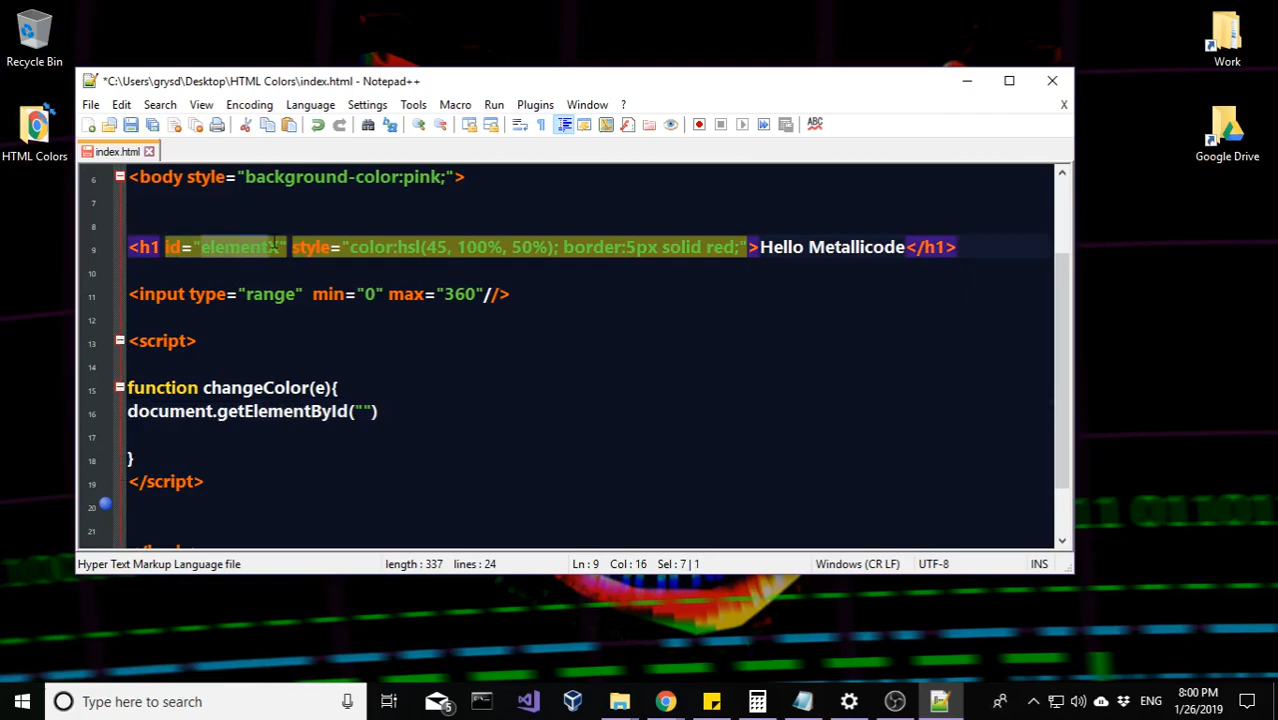 Recycle Bin
HTML Colors
Work
Google Drive
*C:\Users\grysd\Desktop\HTML Colors\index.html - Notepad++
File Edit Search View Encoding Language Settings Tools Macro Run Plugins Window ? X
index.html
6 <body style="background-color:pink;">
7
8
9 <h1 id="elementX" style="color:hsl(45, 100%, 50%); border:5px solid red;">Hello Metallicode</h1>
10
11 <input type="range"  min="0" max="360"//>
12
13 <script>
14
15 function changeColor(e){
16 document.getElementById("")
17
18 }
19 </script>
20
21
Hyper Text Markup Language file length : 337 lines : 24 Ln : 9 Col : 16 Sel : 7 | 1 Windows (CR LF) UTF-8 INS
Type here to search 5 ENG 8:00 PM
1/26/2019